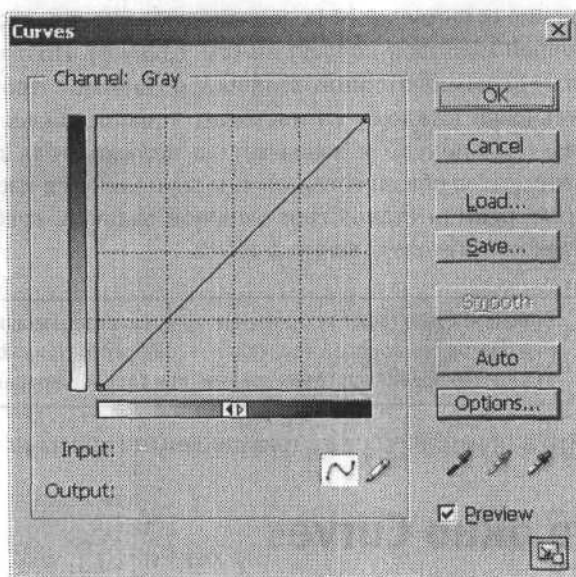 Curves
Channel: Gray
OK
Cancel
Load...
Save...
Smooth
Auto
Options...
Input:
Output:
Preview